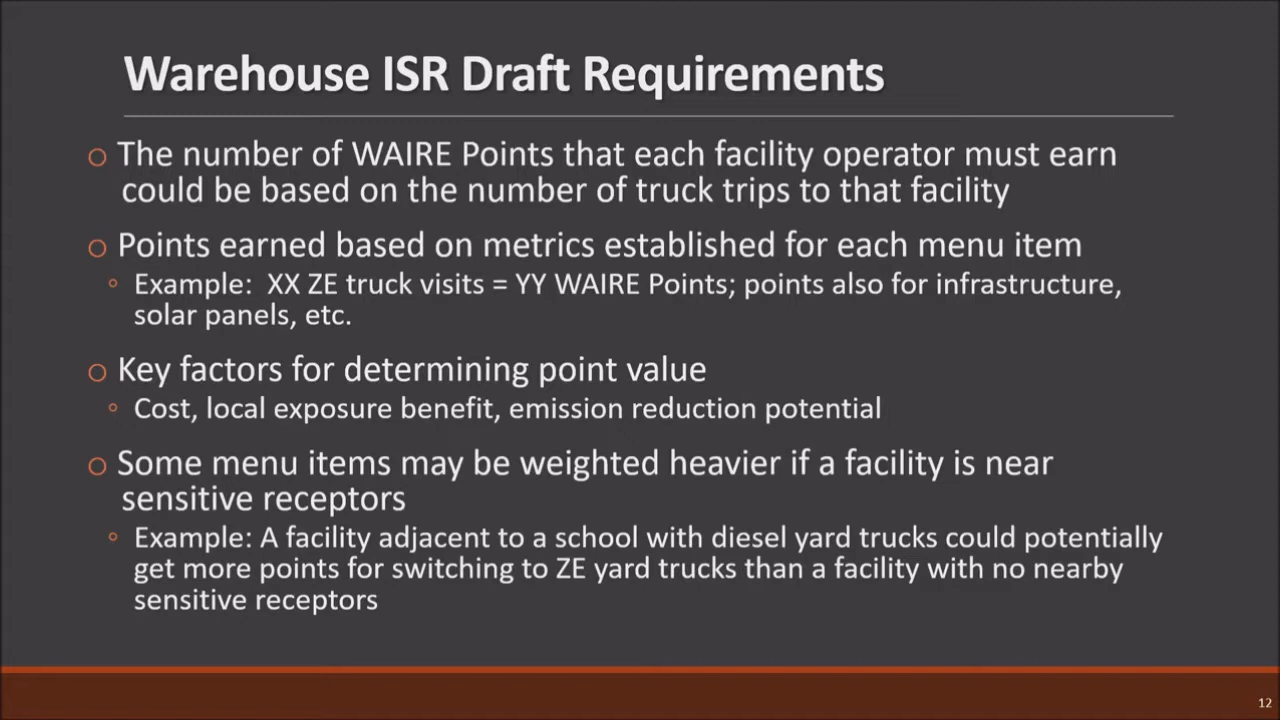 Warehouse ISR Draft Requirements
o The number of WAIRE Points that each facility operator must earn
could be based on the number of truck trips to that facility
o Points earned based on metrics established for each menu item
◦ Example:  XX ZE truck visits = YY WAIRE Points; points also for infrastructure,
solar panels, etc.
o Key factors for determining point value
◦ Cost, local exposure benefit, emission reduction potential
o Some menu items may be weighted heavier if a facility is near
sensitive receptors
◦ Example: A facility adjacent to a school with diesel yard trucks could potentially
get more points for switching to ZE yard trucks than a facility with no nearby
sensitive receptors
12